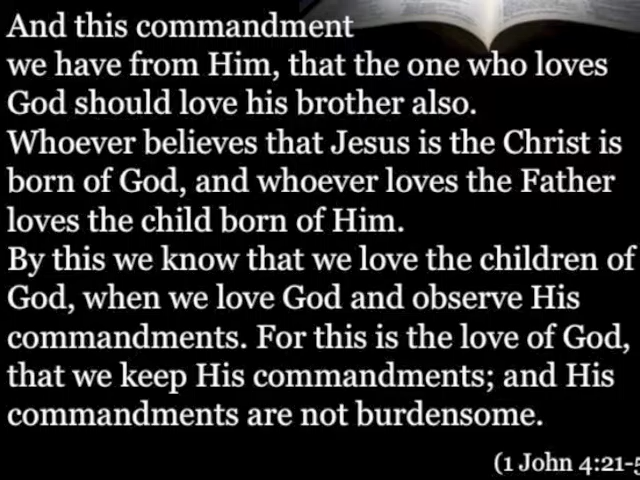 And this commandment
we have from Him, that the one who loves
God should love his brother also.
Whoever believes that Jesus is the Christ is
born of God, and whoever loves the Father
loves the child born of Him.
By this we know that we love the children of
God, when we love God and observe His
commandments. For this is the love of God,
that we keep His commandments; and His
commandments are not burdensome.
(1 John 4:21-5